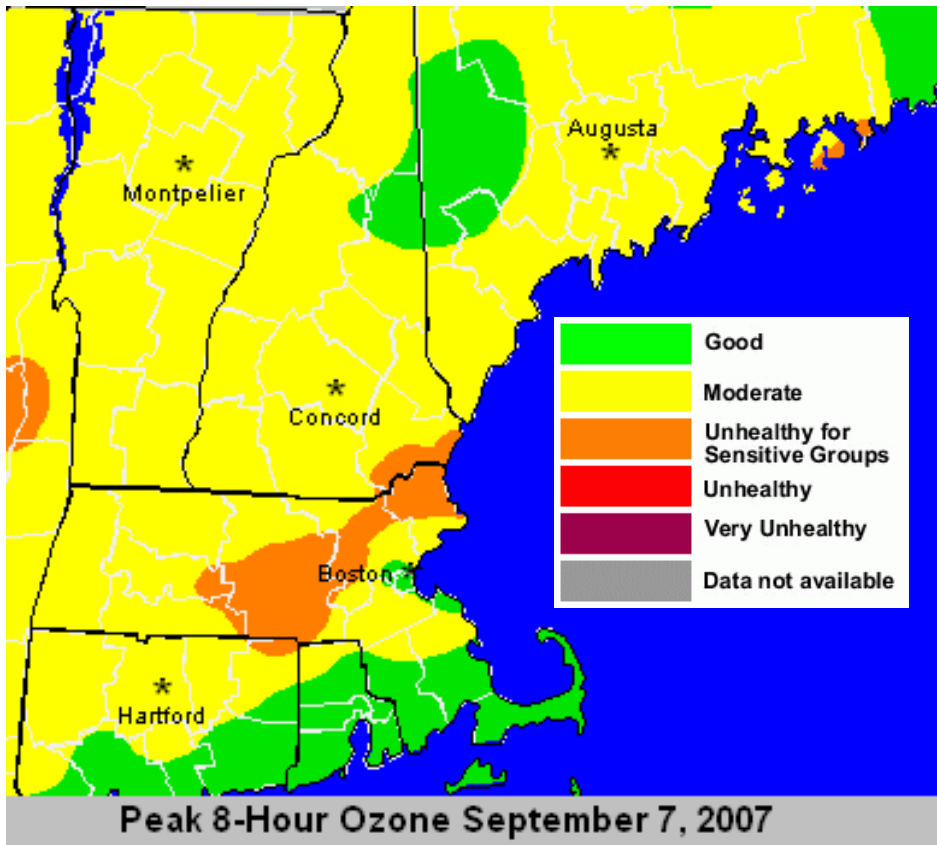 Augusta
*
*
Montpelier
Good
Moderate
*
Concord
Unhealthy for
Sensitive Groups
Unhealthy
Very Unhealthy
Boston *
Data not available
*
Hartford
Peak 8-Hour Ozone September 7, 2007